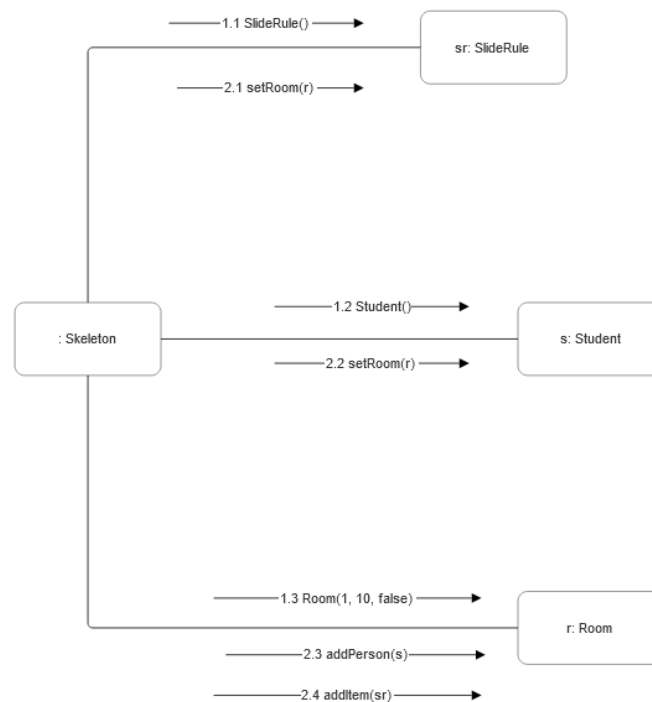 1.1 SlideRule()
sr: SlideRule
2.1 setRoom(r)
1.2 Student()
: Skeleton
s: Student
2.2 setRoom(r)
1.3 Room(1, 10, false)
r: Room
2.3 addPerson(s)
2.4 addItem(sr)